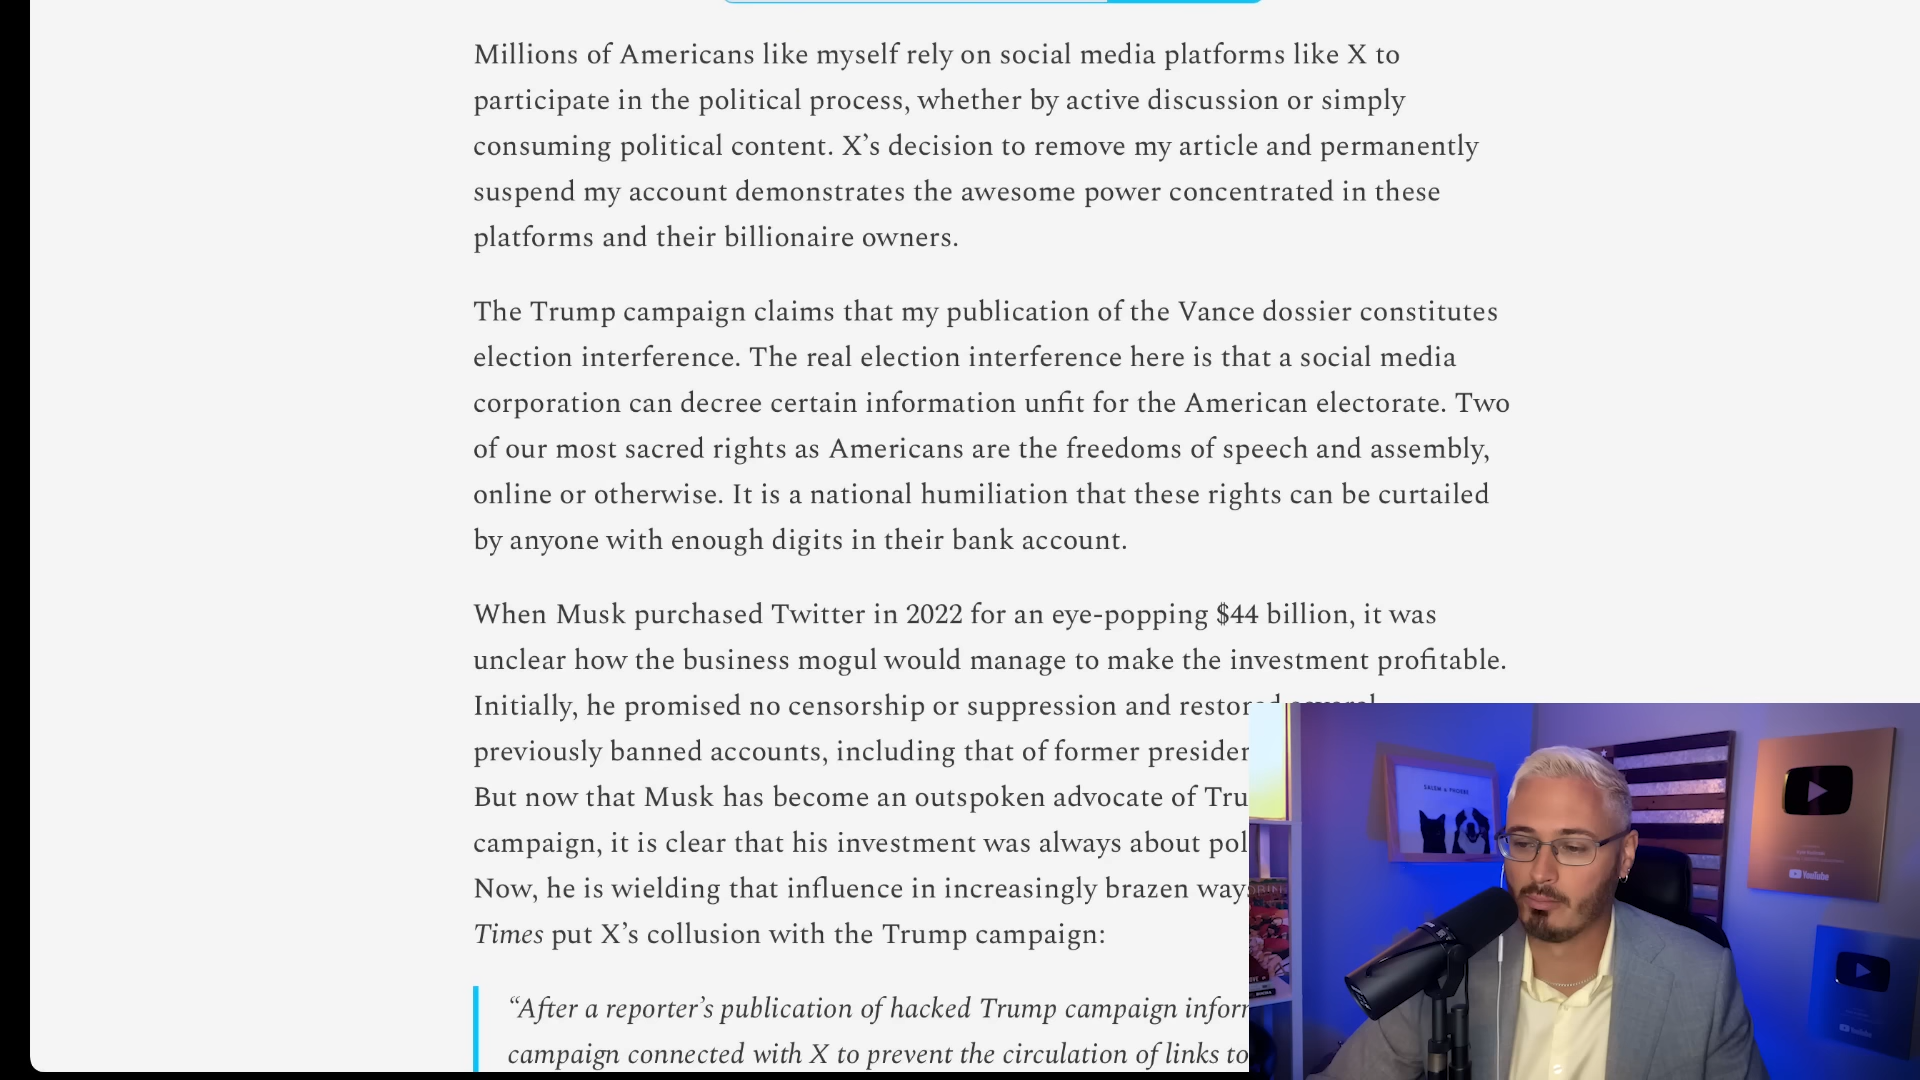 Millions of Americans like myself rely on social media platforms like X to
participate in the political process, whether by active discussion or simply
consuming political content. X’s decision to remove my article and permanently
suspend my account demonstrates the awesome power concentrated in these
platforms and their billionaire owners.
The Trump campaign claims that my publication of the Vance dossier constitutes
election interference. The real election interference here is that a social media
corporation can decree certain information unfit for the American electorate. Two
of our most sacred rights as Americans are the freedoms of speech and assembly,
online or otherwise. It is a national humiliation that these rights can be curtailed
by anyone with enough digits in their bank account.
When Musk purchased Twitter in 2022 for an eye-popping $44 billion, it was
unclear how the business mogul would manage to make the investment profitable.
Initially, he promised no censorship or suppression and restored several
previously banned accounts, including that of former
But now that Musk has become an outspoken advocate of
campaign, it is clear that his investment was always about
Now, he is wielding that influence in increasingly brazen
Times put X’s collusion with the Trump campaign:
“After a reporter’s publication of hacked Trump campaign
campaign connected with X to prevent the circulation of links to
SALEM & PHOEBE
YouTube
YouTube